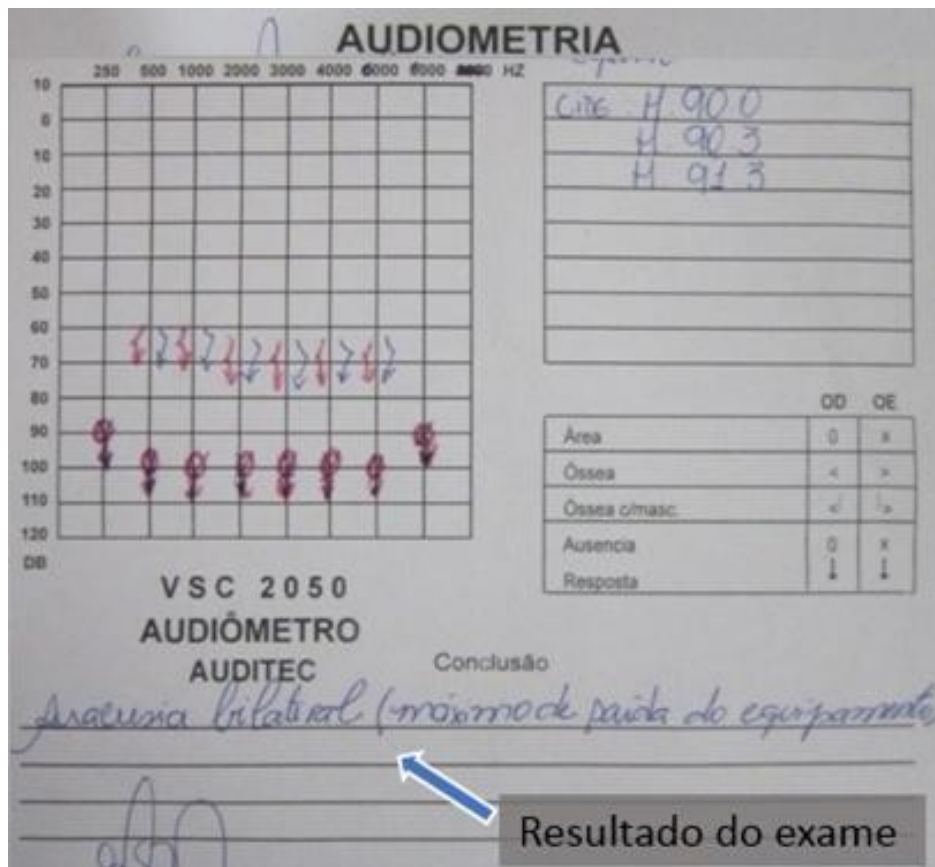 AUDIOMETRIA
250 500 1000 2000 3000 4000 6000 8000 HZ
10
0
10
20
30
40
50
60
70
80
90
100
110
120
DB
H 90 0
H 90 3
H 91 3
OD OE
Área 0 x
Óssea < >
Óssea c/masc.
Ausencia 0 x
Resposta ↓ ↓
VSC 2050
AUDIÔMETRO
AUDITEC
Conclusão
Anacusia bilateral (máximo de saída do equipamento)
Resultado do exame